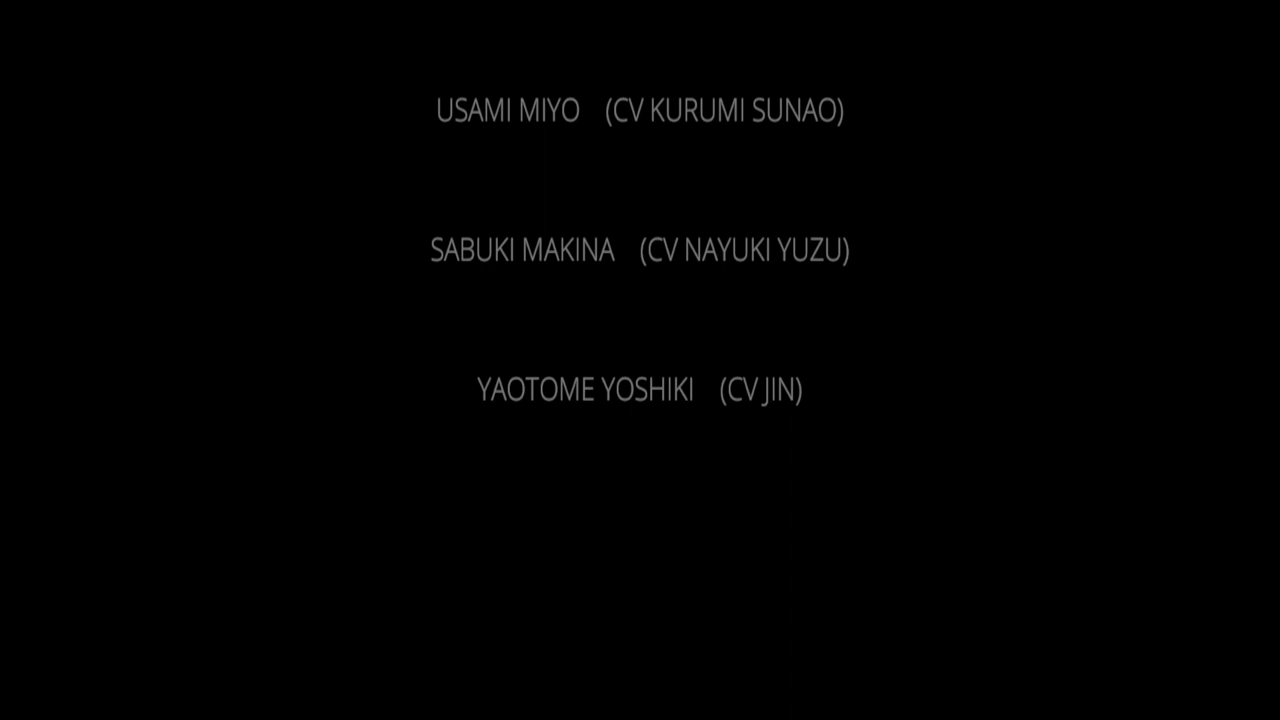 USAMI MIYO (CV KURUMI SUNAO)
SABUKI MAKINA (CV NAYUKI YUZU)
YAOTOME YOSHIKI (CV JIN)